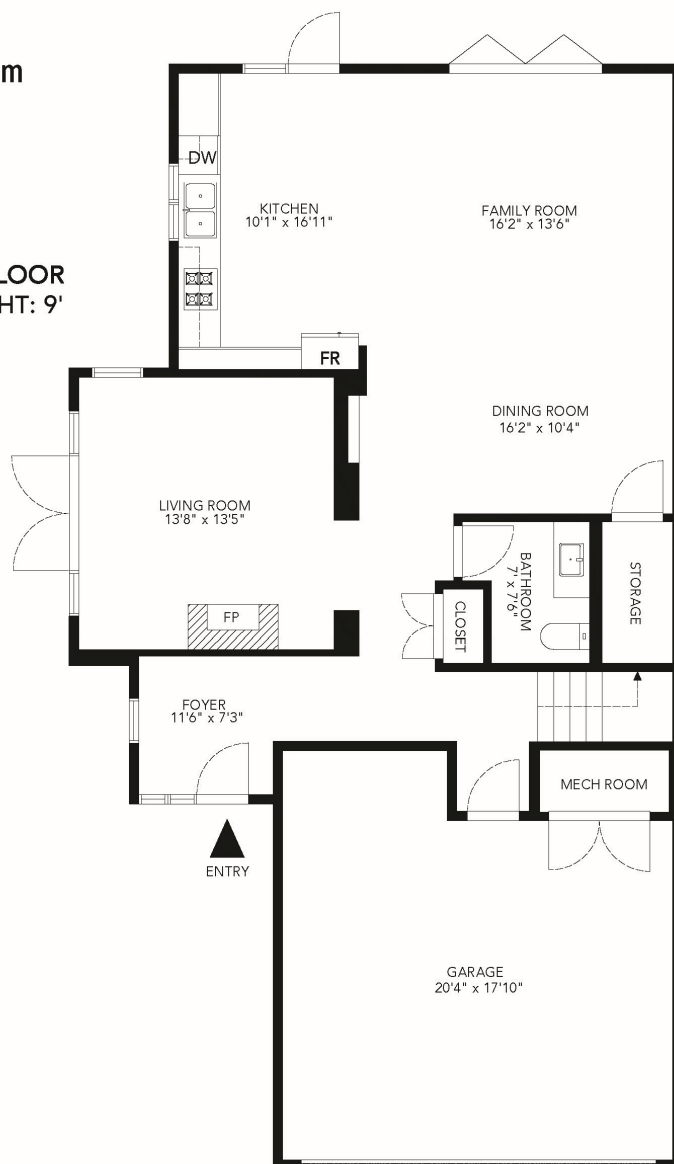 m
LOOR
HT: 9'
DW
KITCHEN
10'1" x 16'11"
FAMILY ROOM
16'2" x 13'6"
FR
DINING ROOM
16'2" x 10'4"
LIVING ROOM
13'8" x 13'5"
FP
BATHROOM
7' x 7'6"
STORAGE
CLOSET
FOYER
11'6" x 7'3"
MECH ROOM
ENTRY
GARAGE
20'4" x 17'10"